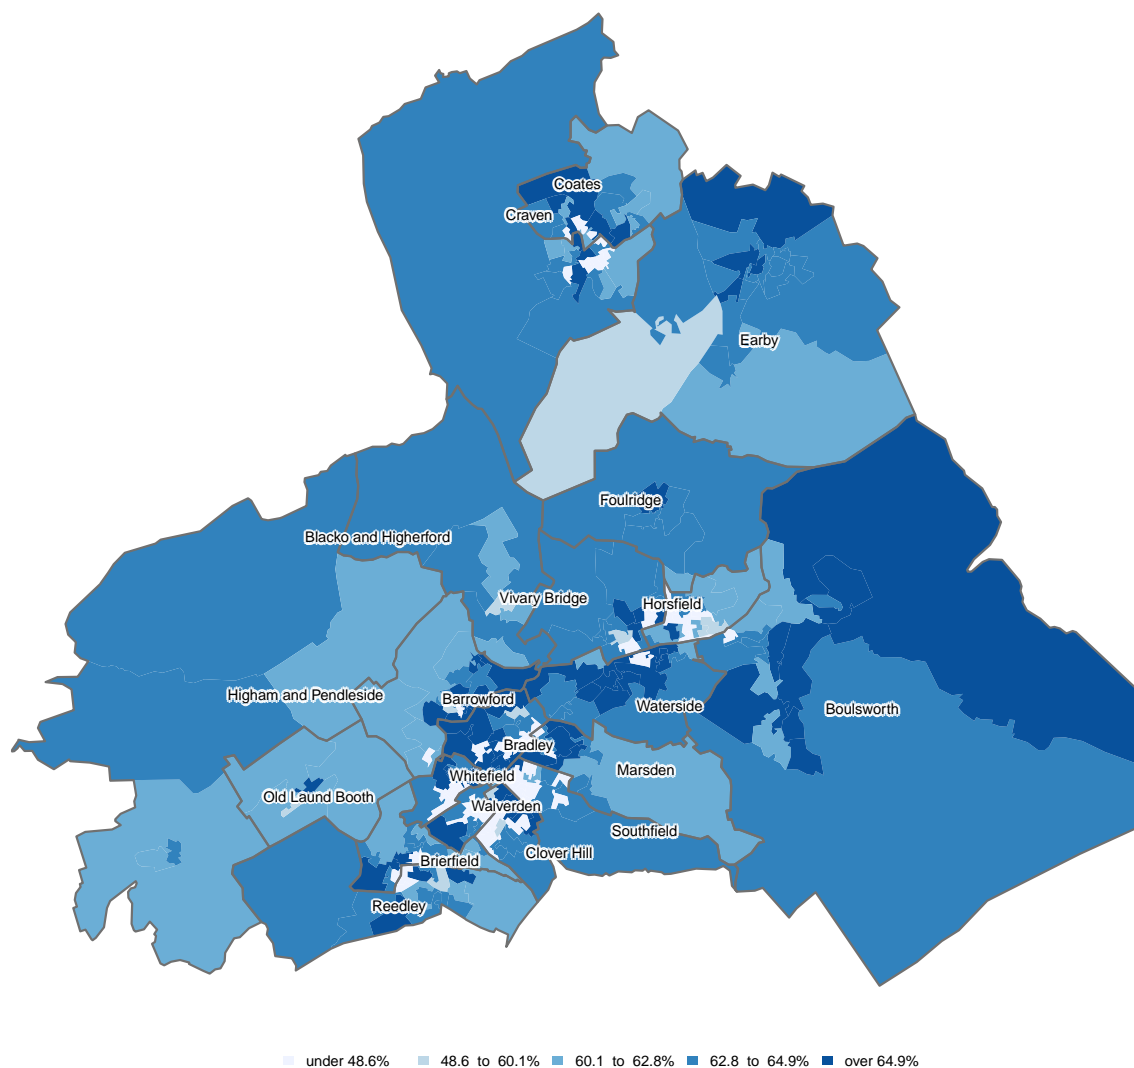 Coates
Craven
Earby
Foulridge
Blacko and Higherford
Vivary Bridge
Horsfield
Higham and Pendleside
Barrowford
Waterside
Boulsworth
Bradley
Marsden
Whitefield
Old Laund Booth
Walverden
Southfield
Clover Hill
Brierfield
Reedley
under 48.6% 48.6 to 60.1% 60.1 to 62.8% 62.8 to 64.9% over 64.9%